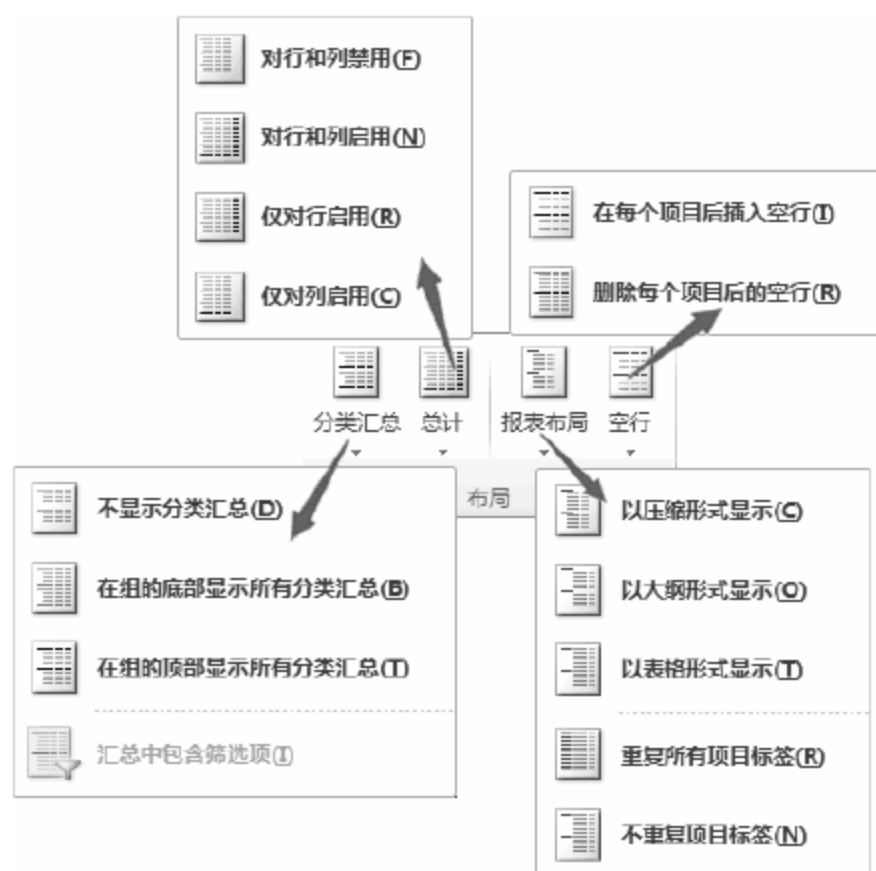 对行和列禁用(F)
对行和列启用(N)
仅对行启用(R)
仅对列启用(C)
在每个项目后插入空行(I)
删除每个项目后的空行(R)
分类汇总 总计 报表布局 空行
布局
不显示分类汇总(D)
在组的底部显示所有分类汇总(B)
在组的顶部显示所有分类汇总(T)
汇总中包含筛选项(I)
以压缩形式显示(C)
以大纲形式显示(O)
以表格形式显示(T)
重复所有项目标签(R)
不重复项目标签(N)